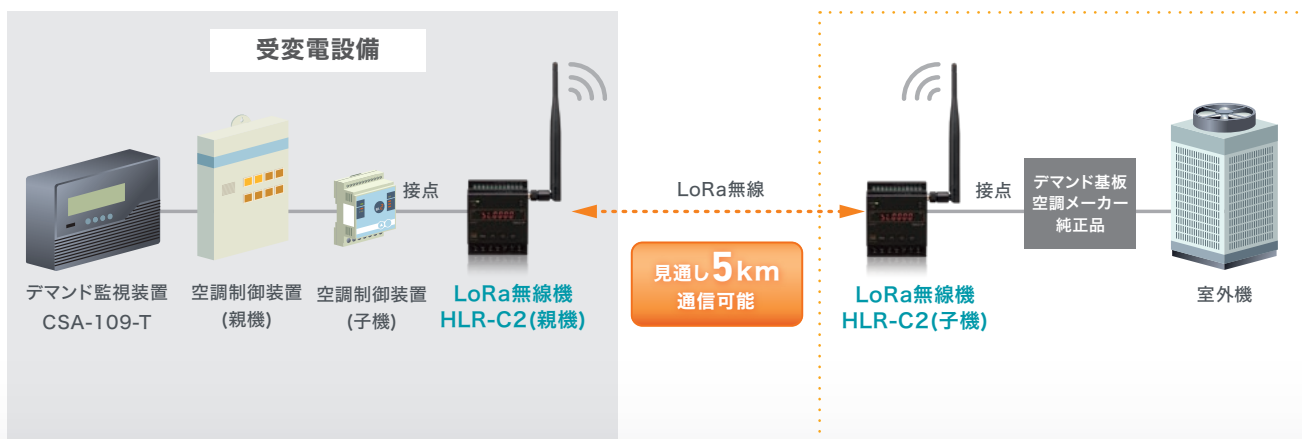 受変電設備
接点
デマンド監視装置
CSA-109-T
空調制御装置
(親機)
空調制御装置
(子機)
LoRa無線機
HLR-C2(親機)
LoRa無線
見通し5km
通信可能
接点
デマンド基板
空調メーカー
純正品
LoRa無線機
HLR-C2(子機)
室外機